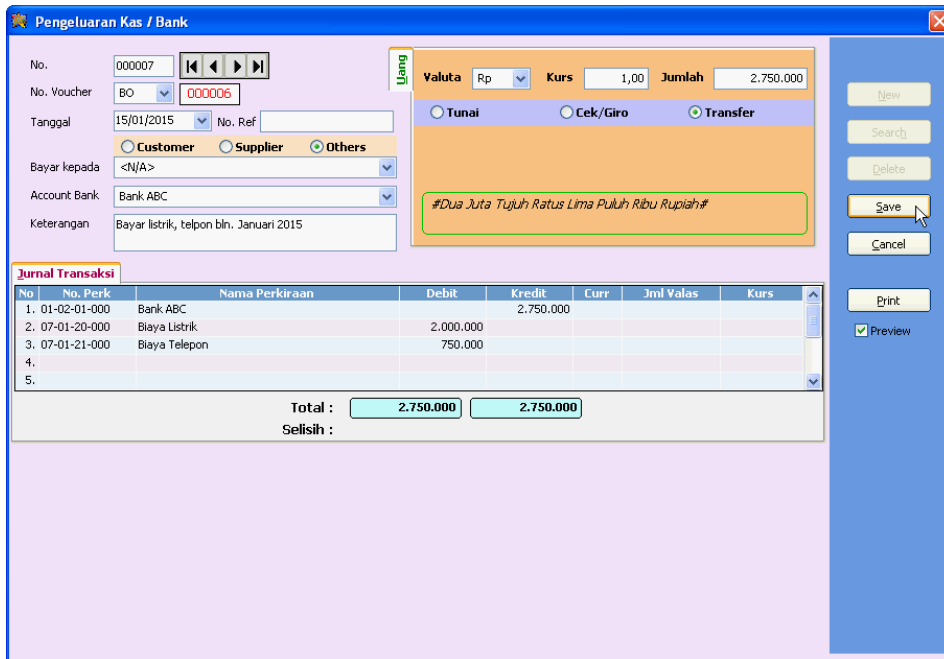 Pengeluaran Kas / Bank
No. 000007
No. Voucher BO 000006
Tanggal 15/01/2015 No. Ref
Customer Supplier Others
Bayar kepada <N/A>
Account Bank Bank ABC
Keterangan Bayar listrik, telpon bln. Januari 2015
Uang
Valuta Rp Kurs 1,00 Jumlah 2.750.000
Tunai Cek/Giro Transfer
#Dua Juta Tujuh Ratus Lima Puluh Ribu Rupiah#
New
Search
Delete
Save
Cancel
Print
Preview
Jurnal Transaksi
No No. Perk Nama Perkiraan Debit Kredit Curr Jml Valas Kurs
1. 01-02-01-000 Bank ABC 2.750.000
2. 07-01-20-000 Biaya Listrik 2.000.000
3. 07-01-21-000 Biaya Telepon 750.000
4.
5.
Total : 2.750.000 2.750.000
Selisih :